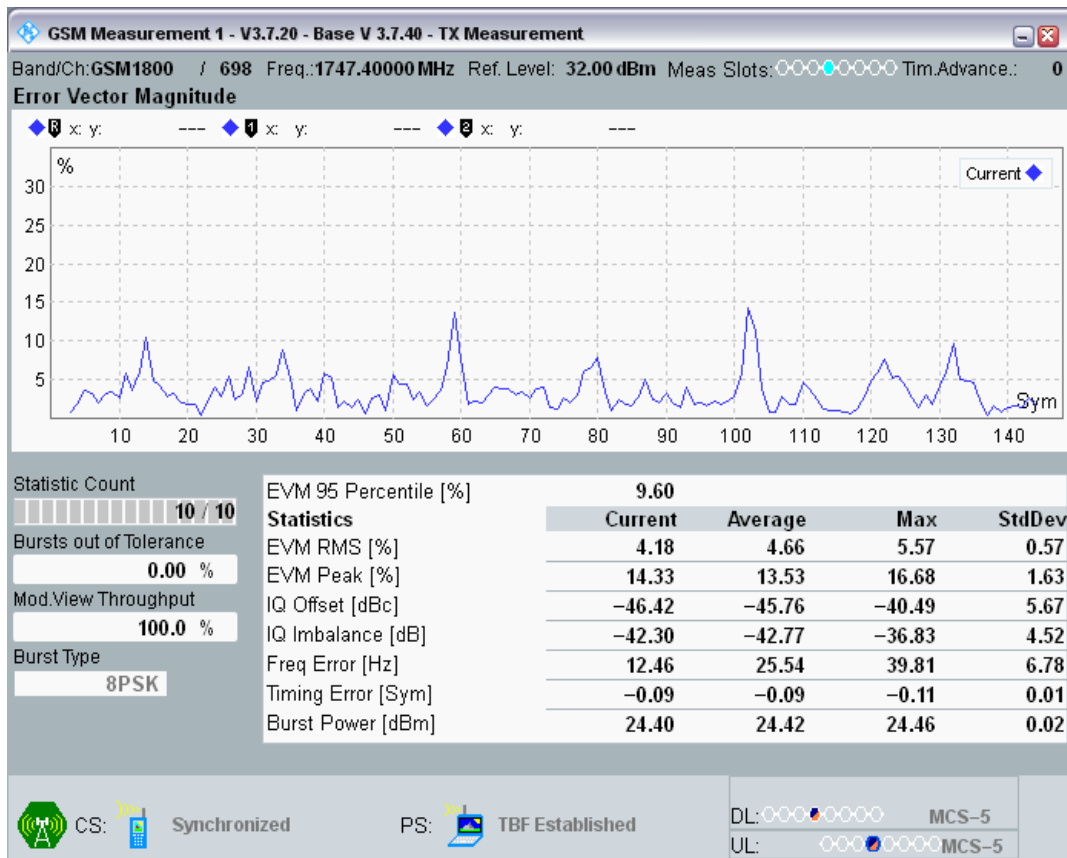 GSM Measurement 1 - V3.7.20 - Base V 3.7.40 - TX Measurement
Band/Ch:GSM1800 / 698 Freq.:1747.40000 MHz Ref. Level: 32.00 dBm Meas Slots: Tim.Advance.: 0
Error Vector Magnitude
R x: y: --- 1 x: y: --- 2 x: y: ---
%
Current
30
25
20
15
10
5
Sym
10 20 30 40 50 60 70 80 90 100 110 120 130 140
Statistic Count
10 / 10
Bursts out of Tolerance
0.00 %
Mod.View Throughput
100.0 %
Burst Type
8PSK
EVM 95 Percentile [%] 9.60
Statistics Current Average Max StdDev
EVM RMS [%] 4.18 4.66 5.57 0.57
EVM Peak [%] 14.33 13.53 16.68 1.63
IQ Offset [dBc] −46.42 −45.76 −40.49 5.67
IQ Imbalance [dB] −42.30 −42.77 −36.83 4.52
Freq Error [Hz] 12.46 25.54 39.81 6.78
Timing Error [Sym] −0.09 −0.09 −0.11 0.01
Burst Power [dBm] 24.40 24.42 24.46 0.02
CS: Synchronized PS: TBF Established
DL: MCS−5
UL: MCS−5